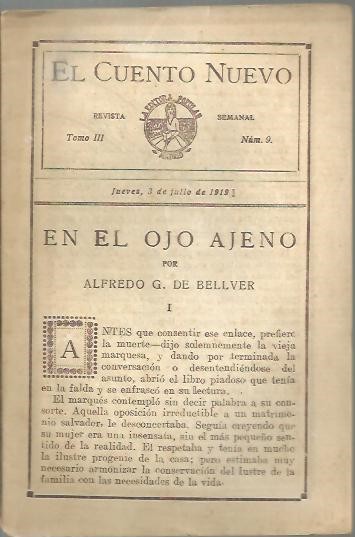 EL CUENTO NUEVO
REVISTA SEMANAL
LA NOVELA POPULAR
Tomo III Núm. 9.
MADRID
Jueves, 3 de julio de 1919
EN EL OJO AJENO
POR
ALFREDO G. DE BELLVER
I
ANTES que consentir ese enlace, prefiero
la muerte—dijo solemnemente la vieja
marquesa, y dando por terminada la
conversación o desentendiéndose del
asunto, abrió el libro piadoso que tenía
en la falda y se enfrascó en su lectura.
El marqués contempló sin decir palabra a su con-
sorte. Aquella oposición irreductible a un matrimo-
nio salvador, le desconcertaba. Seguía creyendo que
su mujer era una insensata, sin el más pequeño sen-
tido de la realidad. El respetaba y tenía en mucho
la ilustre progenie de la casa; pero estimaba muy
necesario armonizar la conservación del lustre de la
familia con las necesidades de la vida.